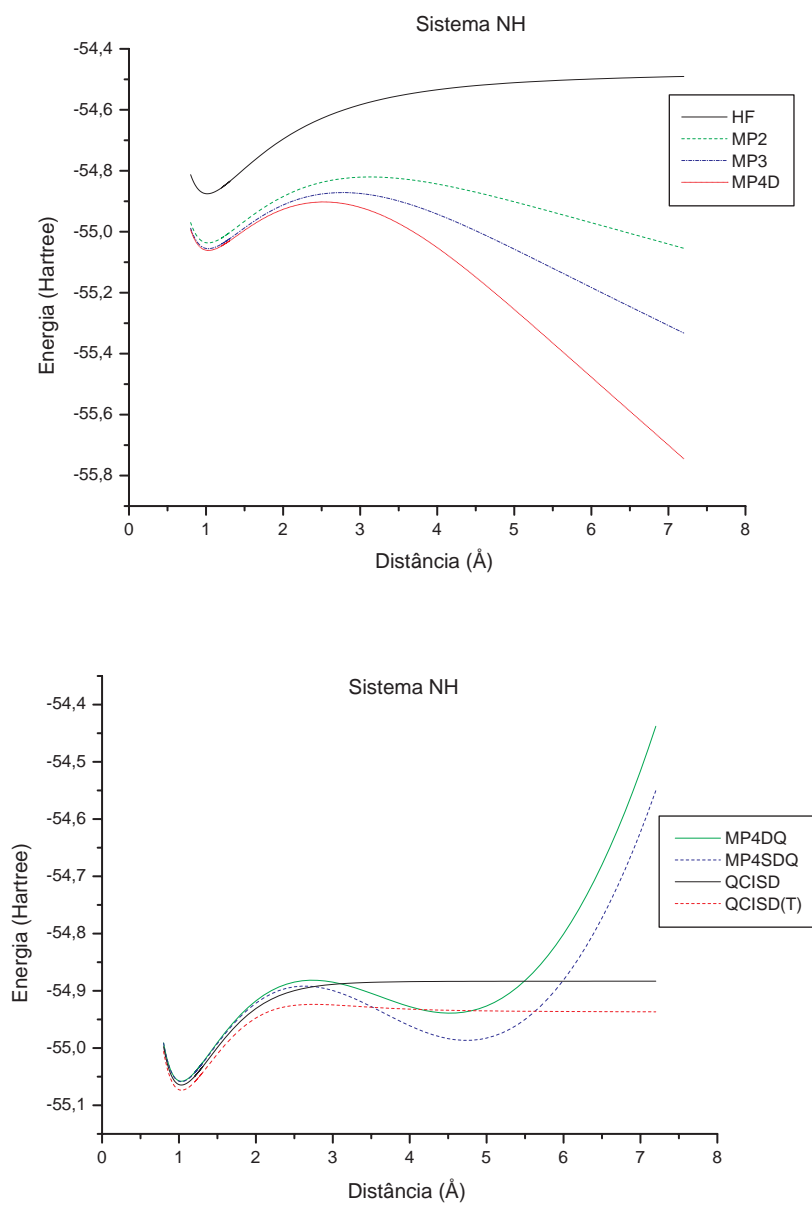 Sistema NH
-54,4
-54,6
-54,8
-55,0
-55,2
-55,4
-55,6
-55,8
Energia (Hartree)
HF
MP2
MP3
MP4D
0 1 2 3 4 5 6 7 8
Distância (Å)
Sistema NH
-54,4
-54,5
-54,6
-54,7
-54,8
-54,9
-55,0
-55,1
Energia (Hartree)
MP4DQ
MP4SDQ
QCISD
QCISD(T)
0 1 2 3 4 5 6 7 8
Distância (Å)